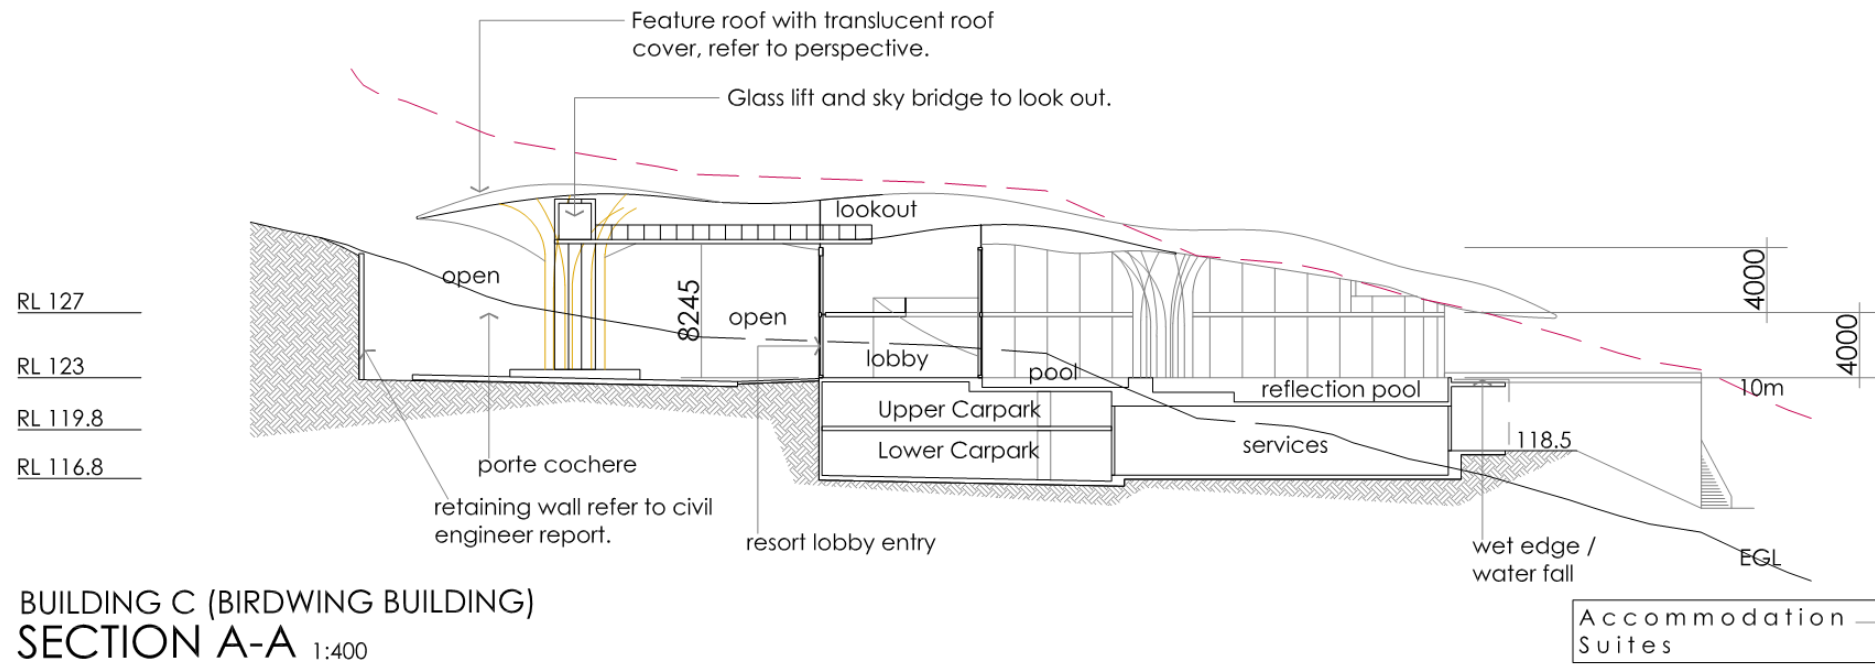 Feature roof with translucent roof
cover, refer to perspective.
Glass lift and sky bridge to look out.
lookout
open
8245
open
4000
4000
RL 127
RL 123
RL 119.8
RL 116.8
lobby
pool
reflection pool
10m
Upper Carpark
Lower Carpark
services
118.5
porte cochere
retaining wall refer to civil
engineer report.
resort lobby entry
wet edge /
water fall
EGL
BUILDING C (BIRDWING BUILDING)
SECTION A-A 1:400
Accommodation
Suites